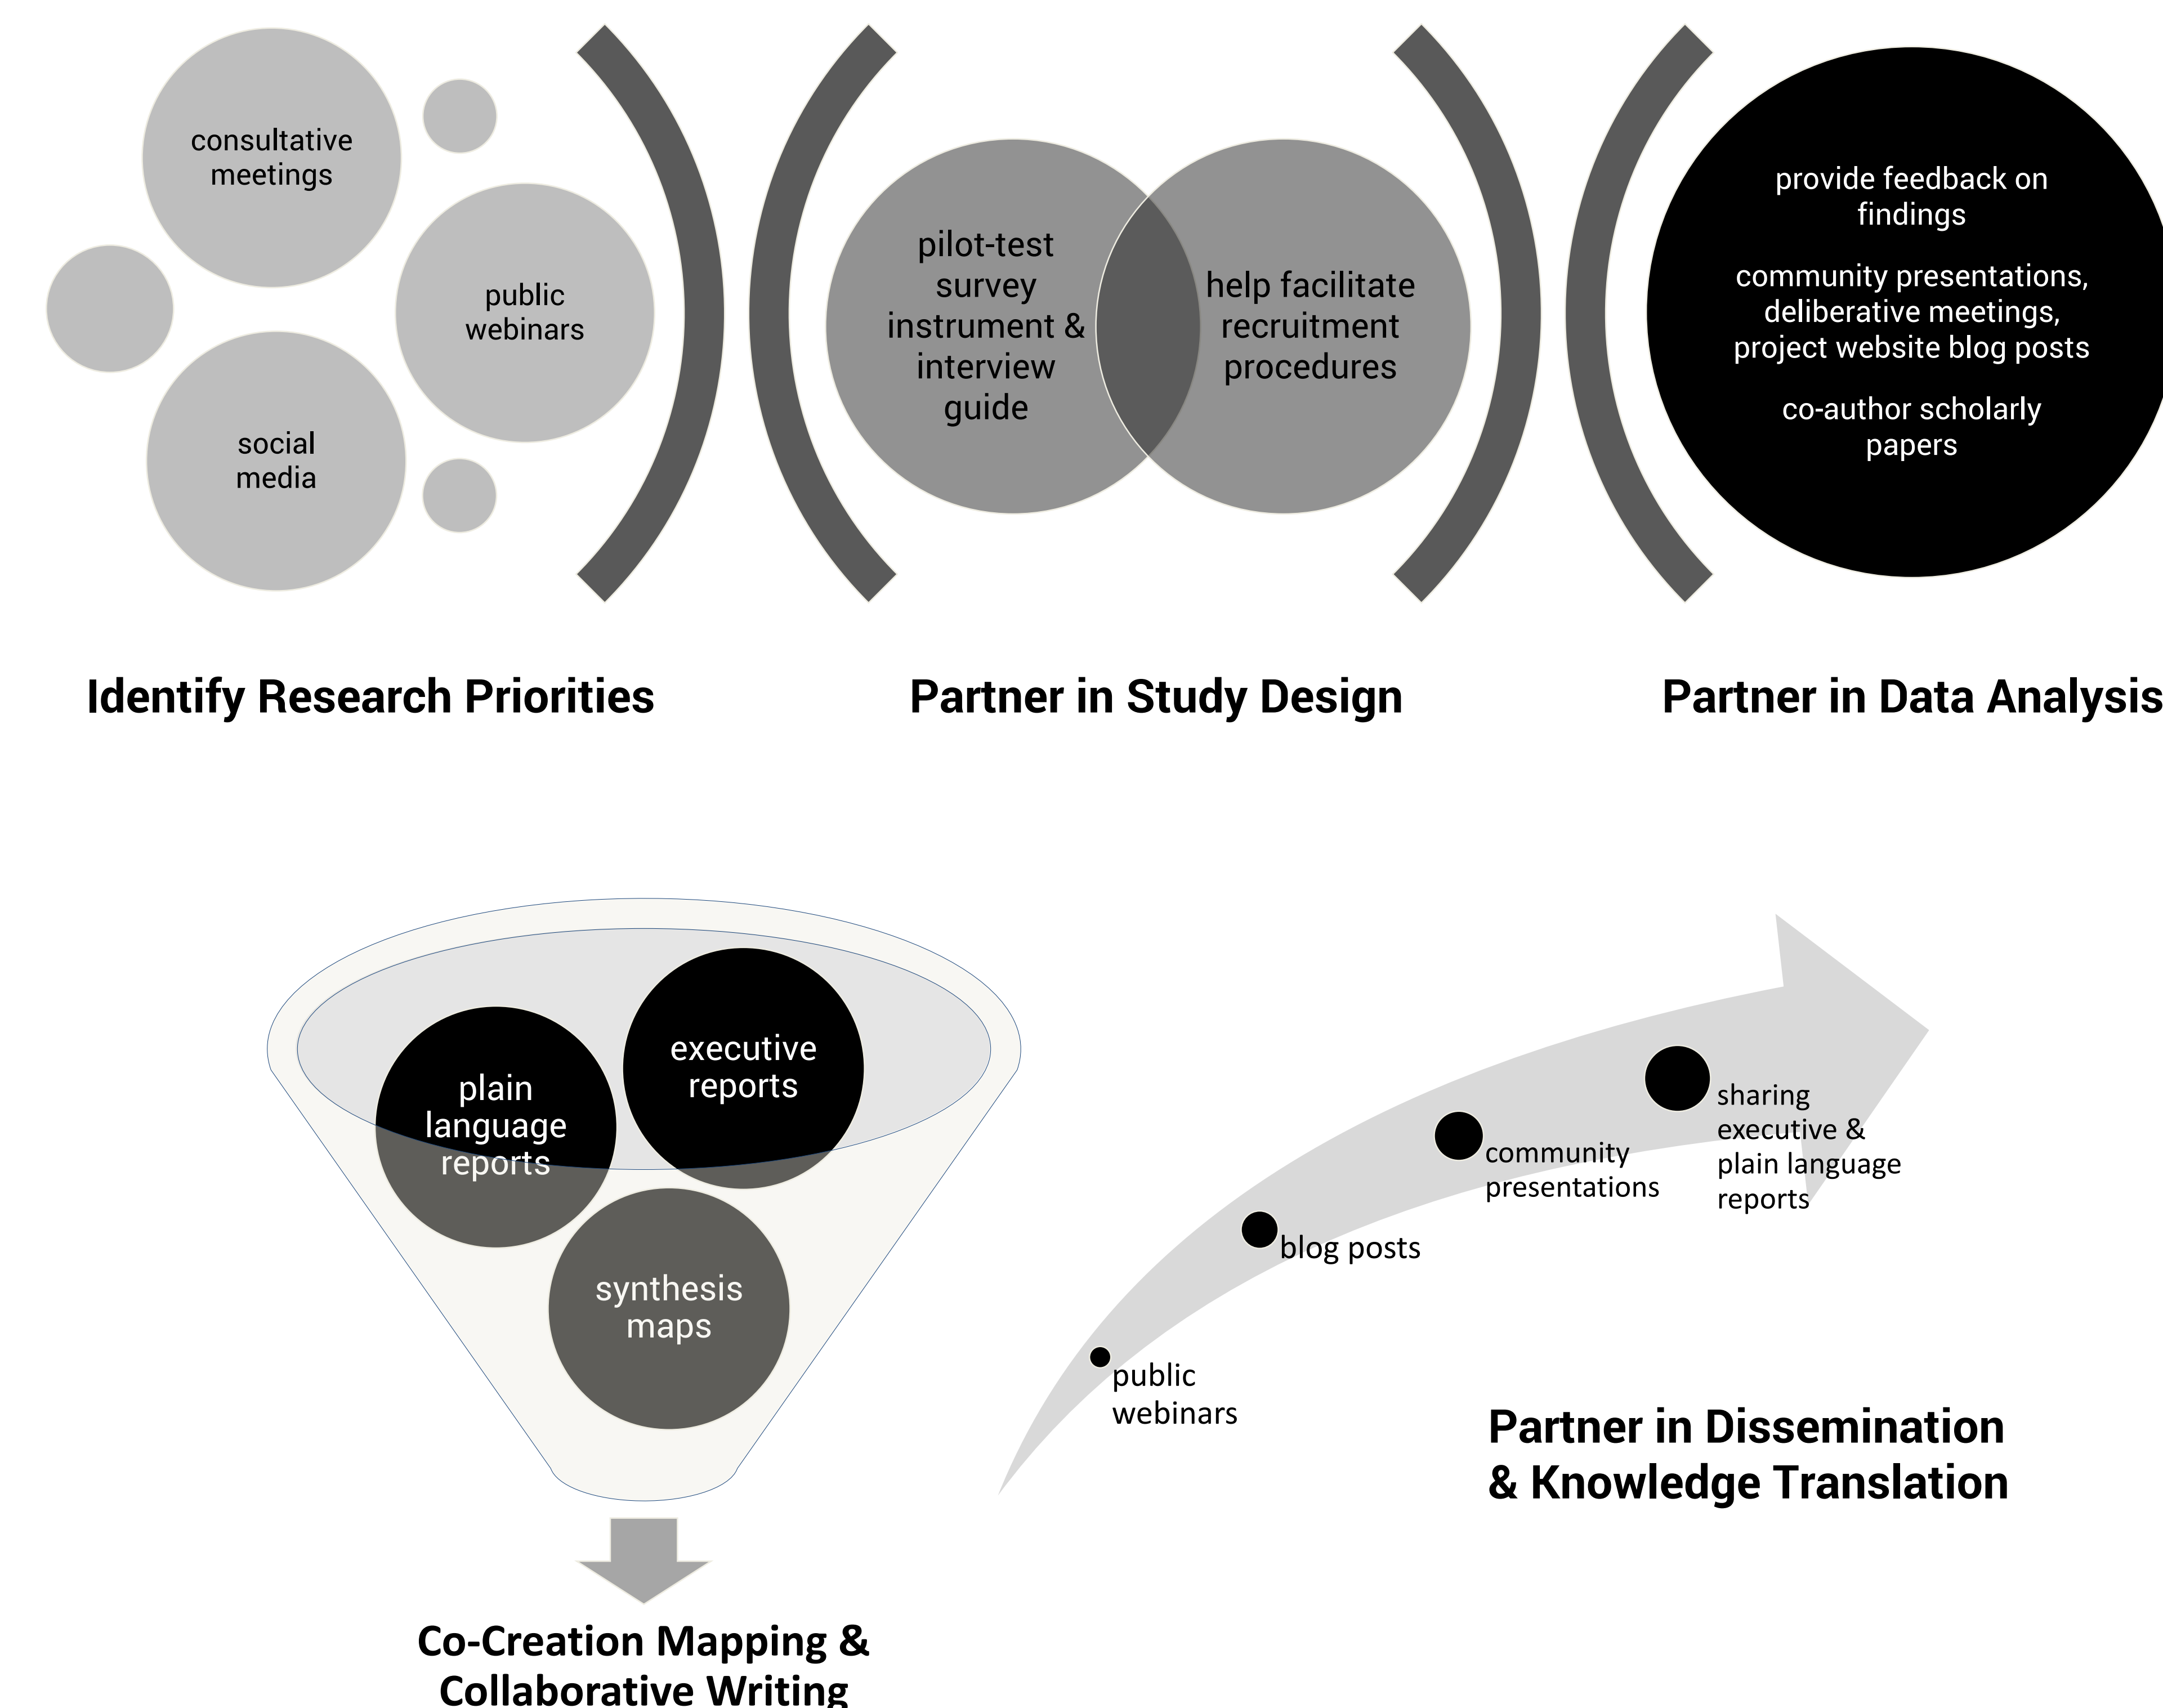 consultative
meetings
public
webinars
social
media
pilot-test
survey
instrument &
interview
guide
help facilitate
recruitment
procedures
provide feedback on
findings
community presentations,
deliberative meetings,
project website blog posts
co-author scholarly
papers
Identify Research Priorities
Partner in Study Design
Partner in Data Analysis
plain
language
reports
executive
reports
synthesis
maps
Co-Creation Mapping &
Collaborative Writing
public
webinars
blog posts
community
presentations
sharing
executive &
plain language
reports
Partner in Dissemination
& Knowledge Translation